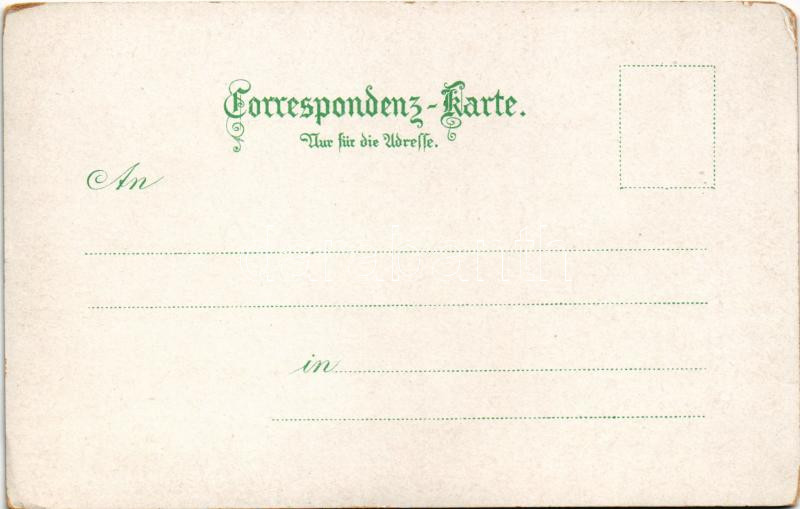 Correspondenz-Karte.
Nur für die Adresse.
An
in